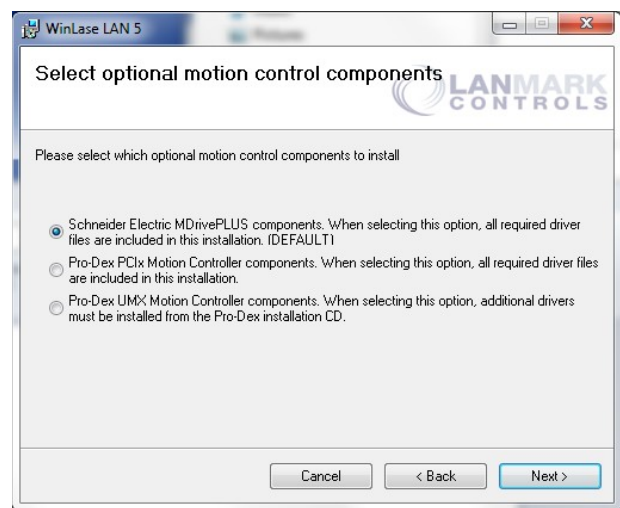 WinLase LAN 5
Pictures
Select optional motion control components
LANMARK
CONTROLS
Please select which optional motion control components to install
Schneider Electric MDrivePLUS components. When selecting this option, all required driver
files are included in this installation. (DEFAULT)
Pro-Dex PCIx Motion Controller components. When selecting this option, all required driver files
are included in this installation.
Pro-Dex UMX Motion Controller components. When selecting this option, additional drivers
must be installed from the Pro-Dex installation CD.
Cancel
< Back
Next >